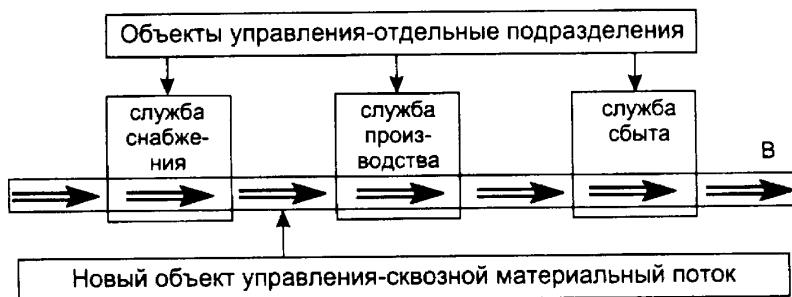 Объекты управления-отдельные подразделения
служба
снабже-
ния
служба
произ-
водства
служба
сбыта
В
Новый объект управления-сквозной материальный поток